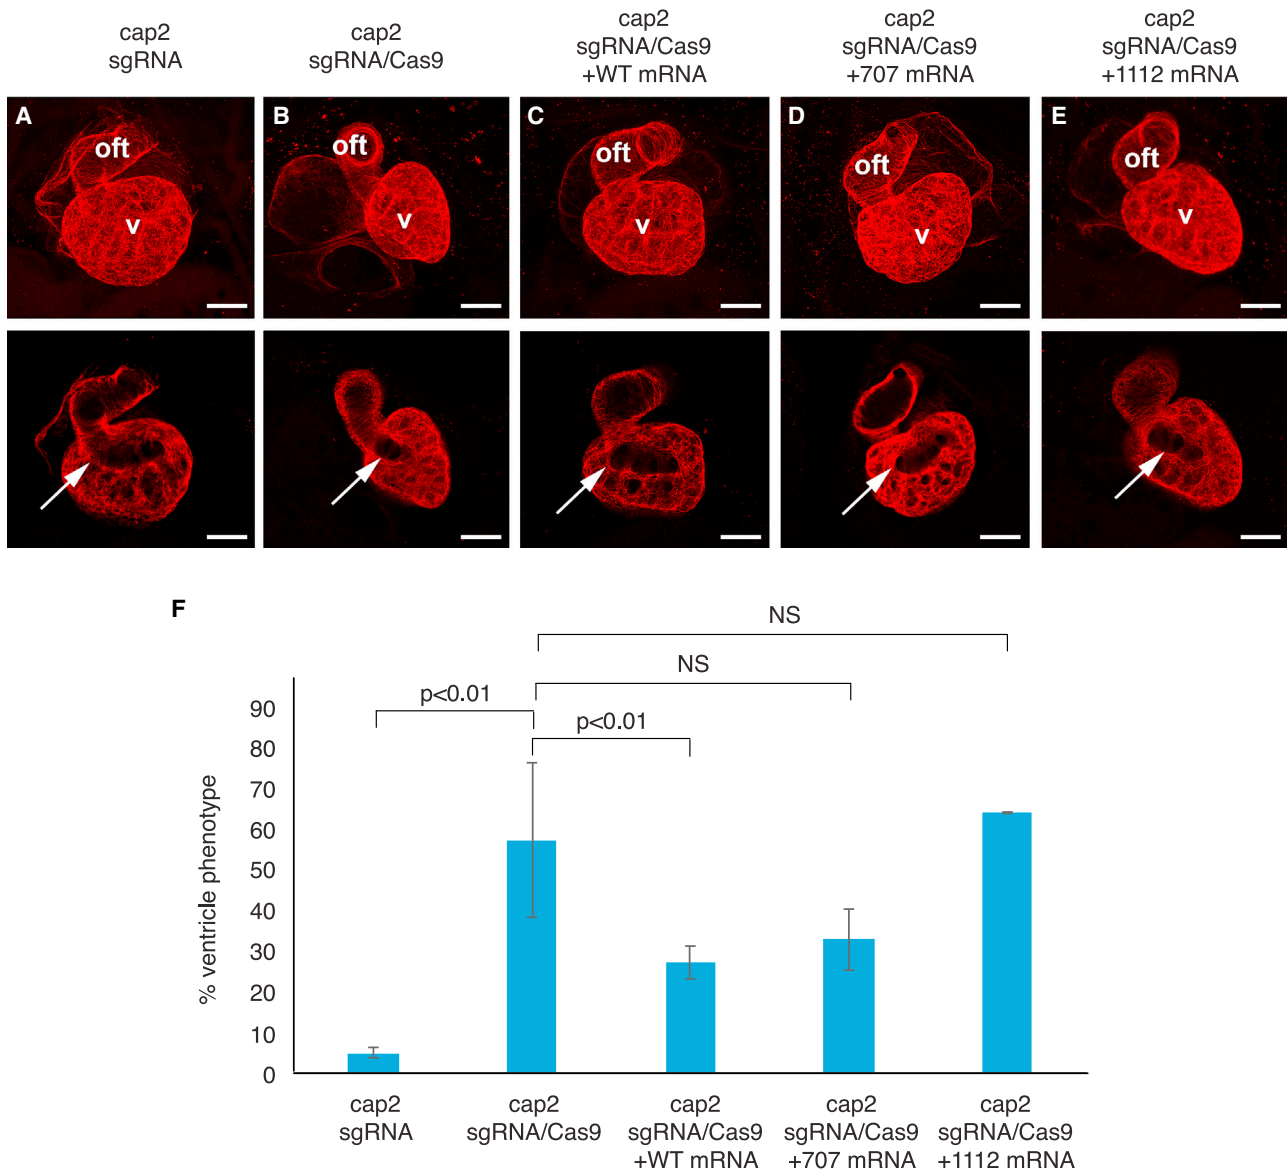 cap2
sgRNA
cap2
sgRNA/Cas9
cap2
sgRNA/Cas9
+WT mRNA
cap2
sgRNA/Cas9
+707 mRNA
cap2
sgRNA/Cas9
+1112 mRNA
A
oft
v
B
oft
v
C
oft
v
D
oft
v
E
oft
v
F
NS
NS
p<0.01
p<0.01
% ventricle phenotype
90
80
70
60
50
40
30
20
10
0
cap2
sgRNA
cap2
sgRNA/Cas9
cap2
sgRNA/Cas9
+WT mRNA
cap2
sgRNA/Cas9
+707 mRNA
cap2
sgRNA/Cas9
+1112 mRNA